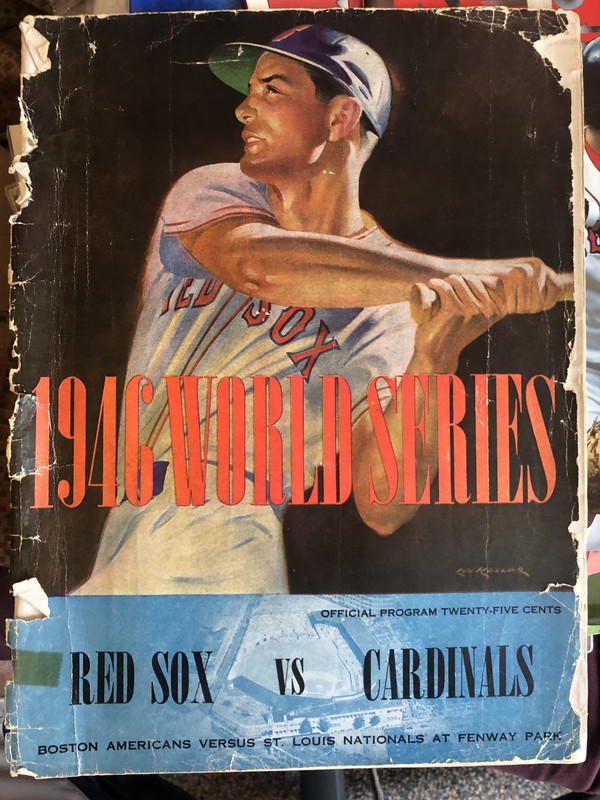 RED SOX
1946 WORLD SERIES
OFFICIAL PROGRAM TWENTY-FIVE CENTS
RED SOX VS CARDINALS
BOSTON AMERICANS VERSUS ST. LOUIS NATIONALS AT FENWAY PARK